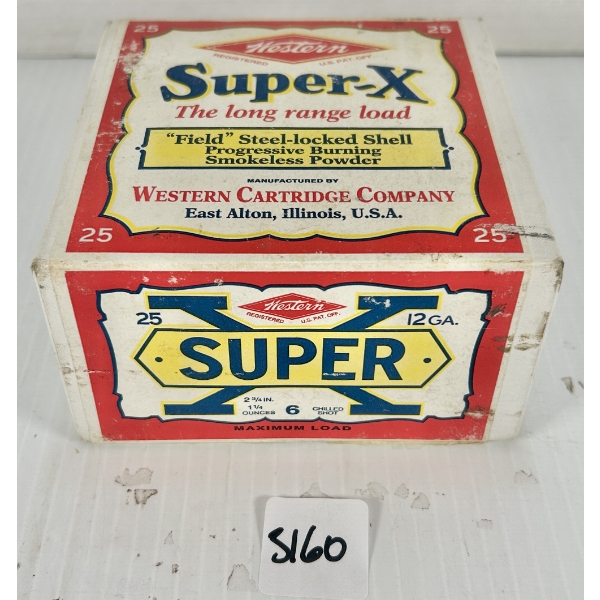 25 25
Western
REGISTERED U.S. PAT. OFF.
Super-X
The long range load
"Field" Steel-locked Shell
Progressive Burning
Smokeless Powder
MANUFACTURED BY
WESTERN CARTRIDGE COMPANY
East Alton, Illinois, U.S.A.
25 25
Western
REGISTERED U.S. PAT. OFF.
25 12 GA.
X
· SUPER ·
2 3/4 IN.
1 1/4 6 CHILLED
OUNCES SHOT
MAXIMUM LOAD
S160